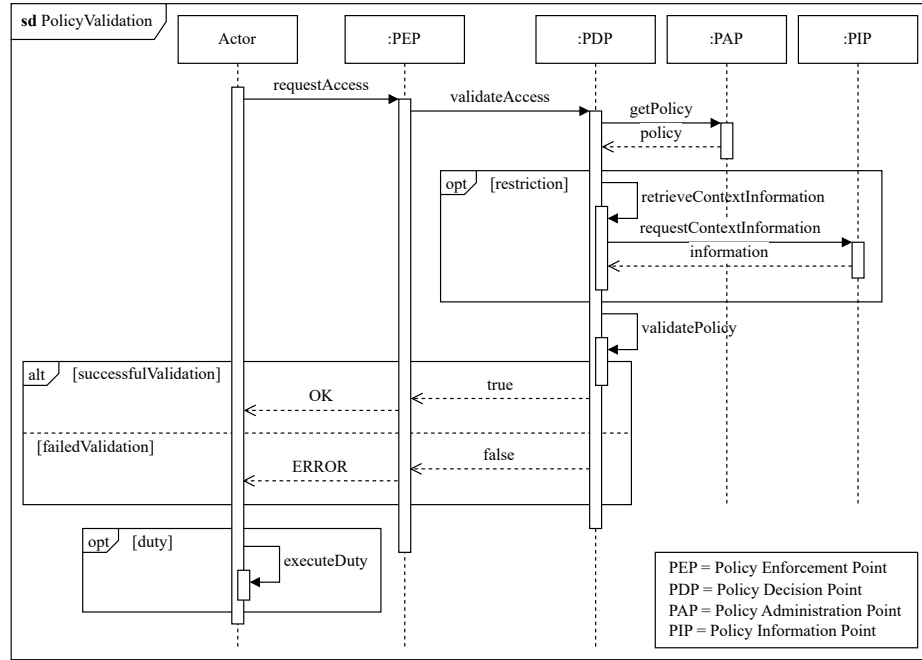 sd PolicyValidation
Actor
:PEP
:PDP
:PAP
:PIP
requestAccess
validateAccess
getPolicy
policy
opt
[restriction]
retrieveContextInformation
requestContextInformation
information
validatePolicy
alt
[successfulValidation]
true
OK
[failedValidation]
false
ERROR
opt
[duty]
executeDuty
PEP = Policy Enforcement Point
PDP = Policy Decision Point
PAP = Policy Administration Point
PIP = Policy Information Point